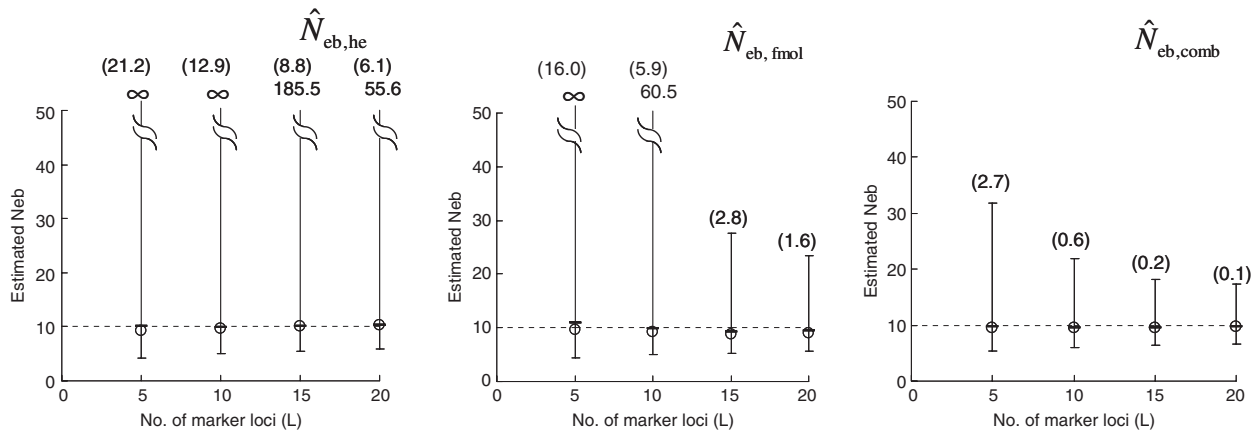 N̂eb,he
(21.2) (12.9) (8.8) (6.1)
∞ ∞ 185.5 55.6
50
40
30
20
10
0
Estimated Neb
0 5 10 15 20
No. of marker loci (L)
N̂eb, fmol
(16.0) (5.9)
∞ 60.5
50
40
30
20
10
0
Estimated Neb
(2.8)
(1.6)
0 5 10 15 20
No. of marker loci (L)
N̂eb,comb
50
40
30
20
10
0
Estimated Neb
(2.7)
(0.6)
(0.2)
(0.1)
0 5 10 15 20
No. of marker loci (L)